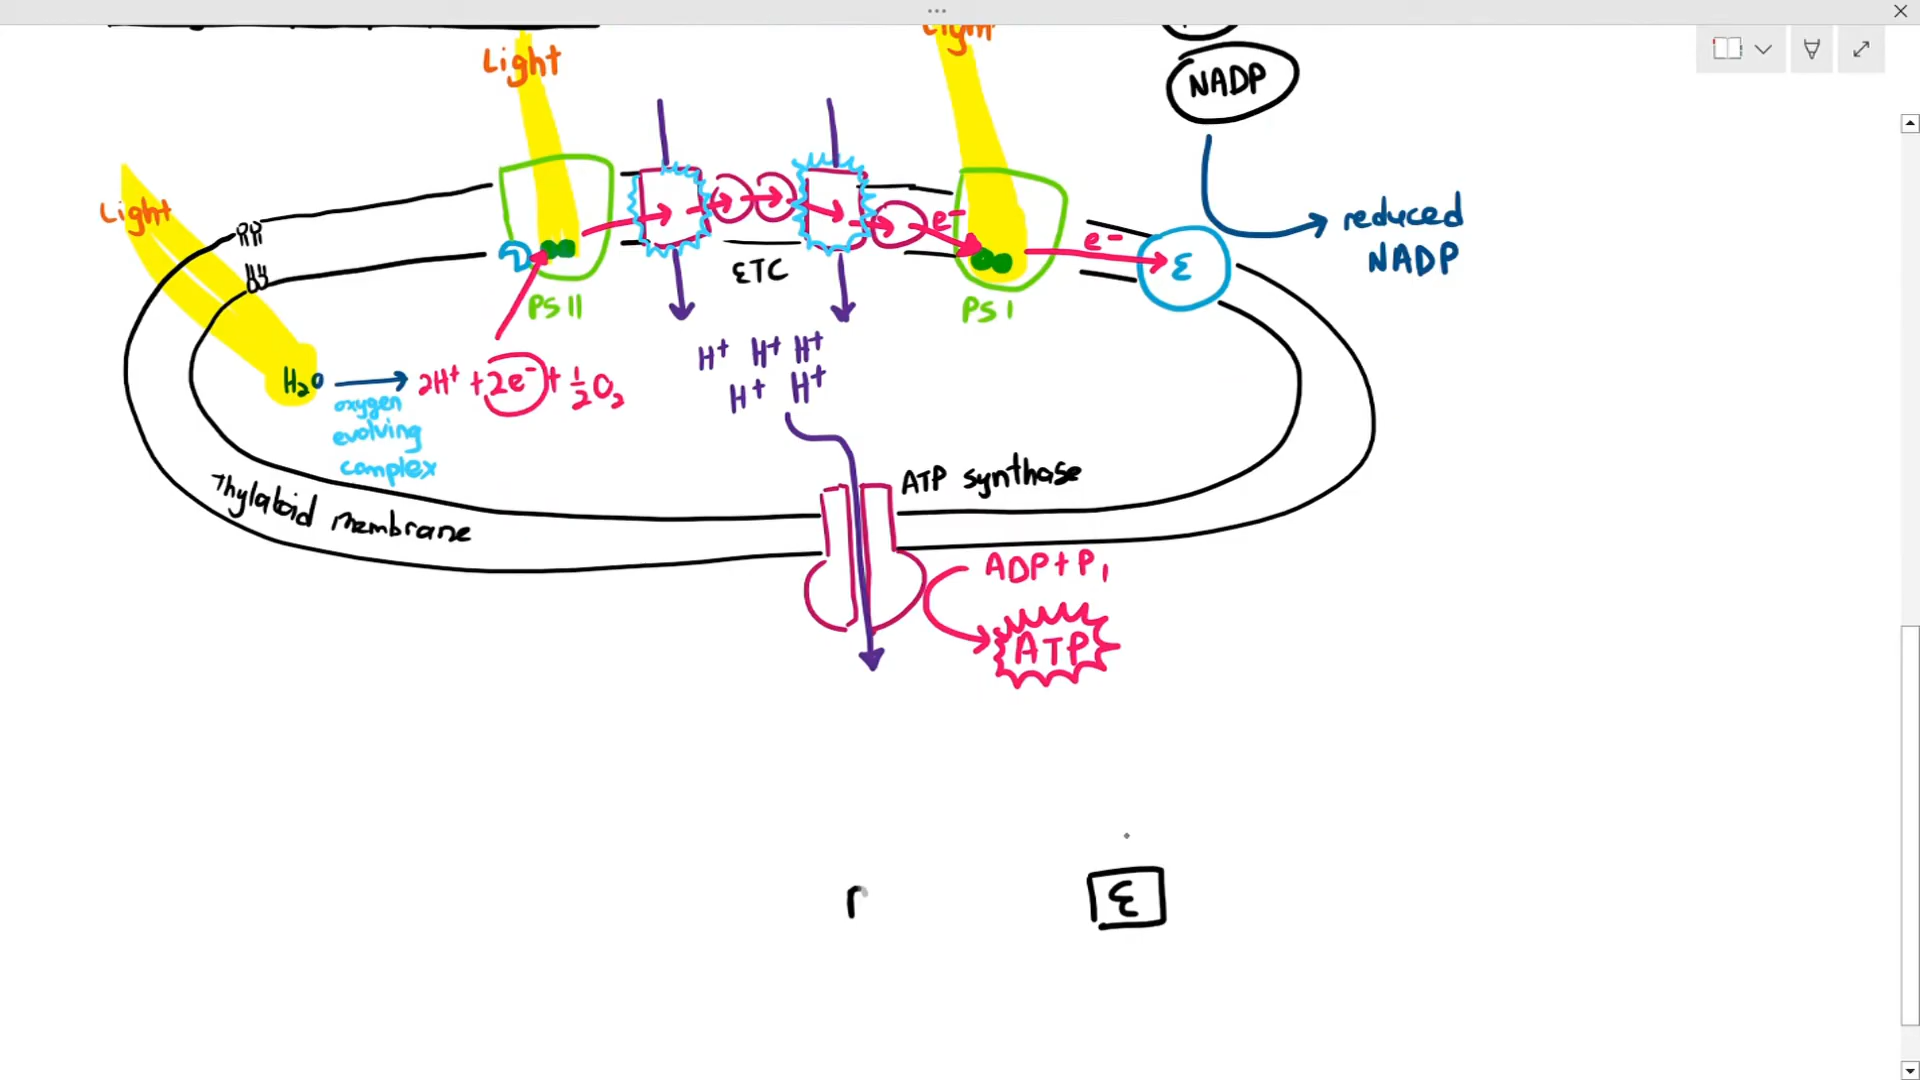 Light
Light
NADP
Light
reduced
NADP
e-
e-
ε
ETC
PS II
PS I
H₂O
2H⁺ + 2e⁻ + ½O₂
oxygen
evolving
complex
H⁺ H⁺ H⁺
H⁺ H⁺
Thylakoid membrane
ATP synthase
ADP + Pi
ATP
r
ε